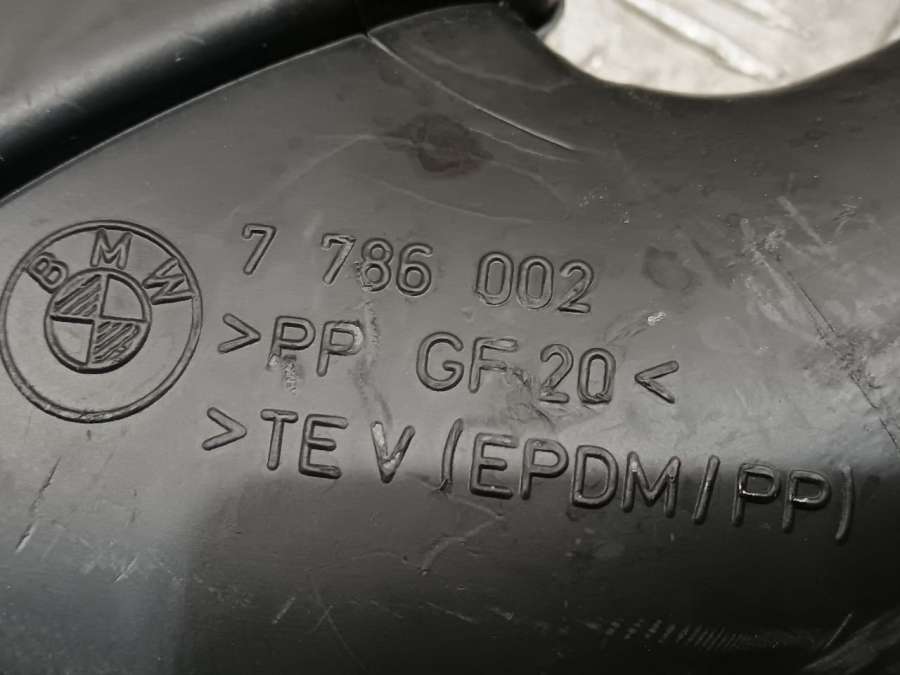 BMW
7 786 002
>PP GF 20<
>TEV (EPDM/PP)